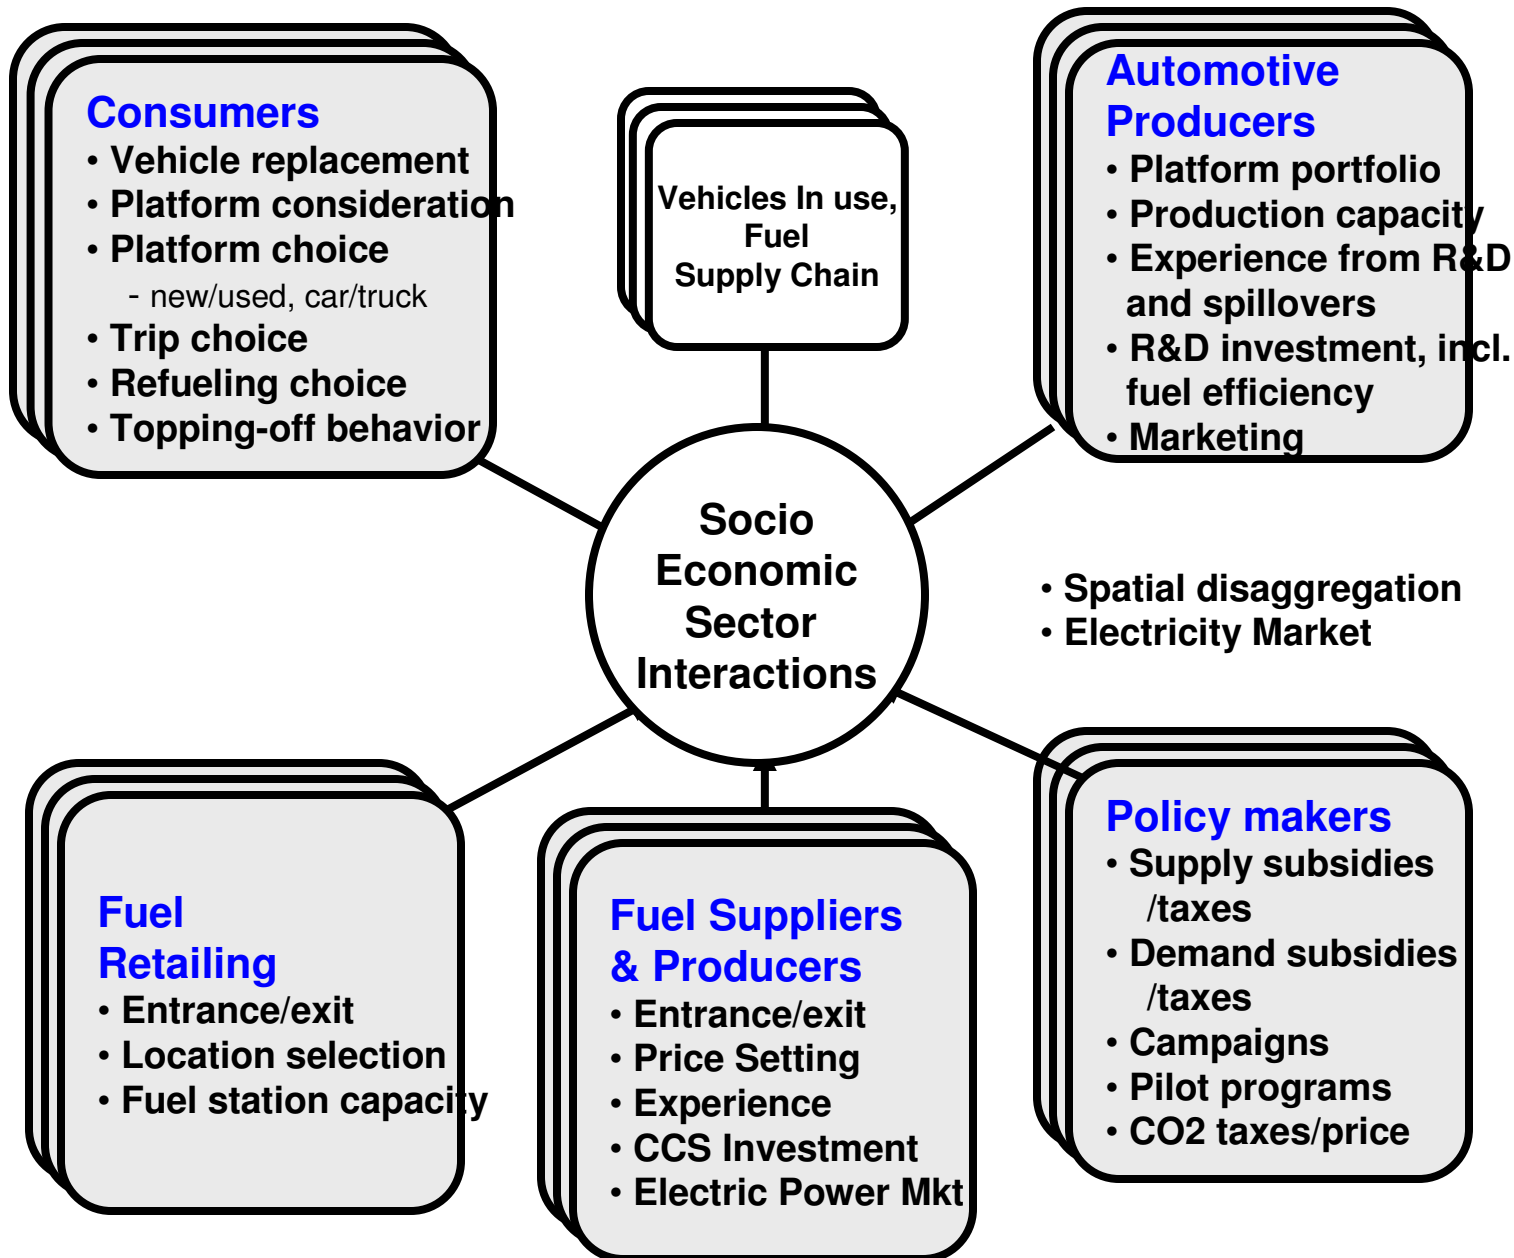 Consumers
• Vehicle replacement
• Platform consideration
• Platform choice
- new/used, car/truck
• Trip choice
• Refueling choice
• Topping-off behavior
Vehicles In use,
Fuel
Supply Chain
Automotive
Producers
• Platform portfolio
• Production capacity
• Experience from R&D
and spillovers
• R&D investment, incl.
fuel efficiency
• Marketing
Socio
Economic
Sector
Interactions
• Spatial disaggregation
• Electricity Market
Fuel
Retailing
• Entrance/exit
• Location selection
• Fuel station capacity
Fuel Suppliers
& Producers
• Entrance/exit
• Price Setting
• Experience
• CCS Investment
• Electric Power Mkt
Policy makers
• Supply subsidies
/taxes
• Demand subsidies
/taxes
• Campaigns
• Pilot programs
• CO2 taxes/price